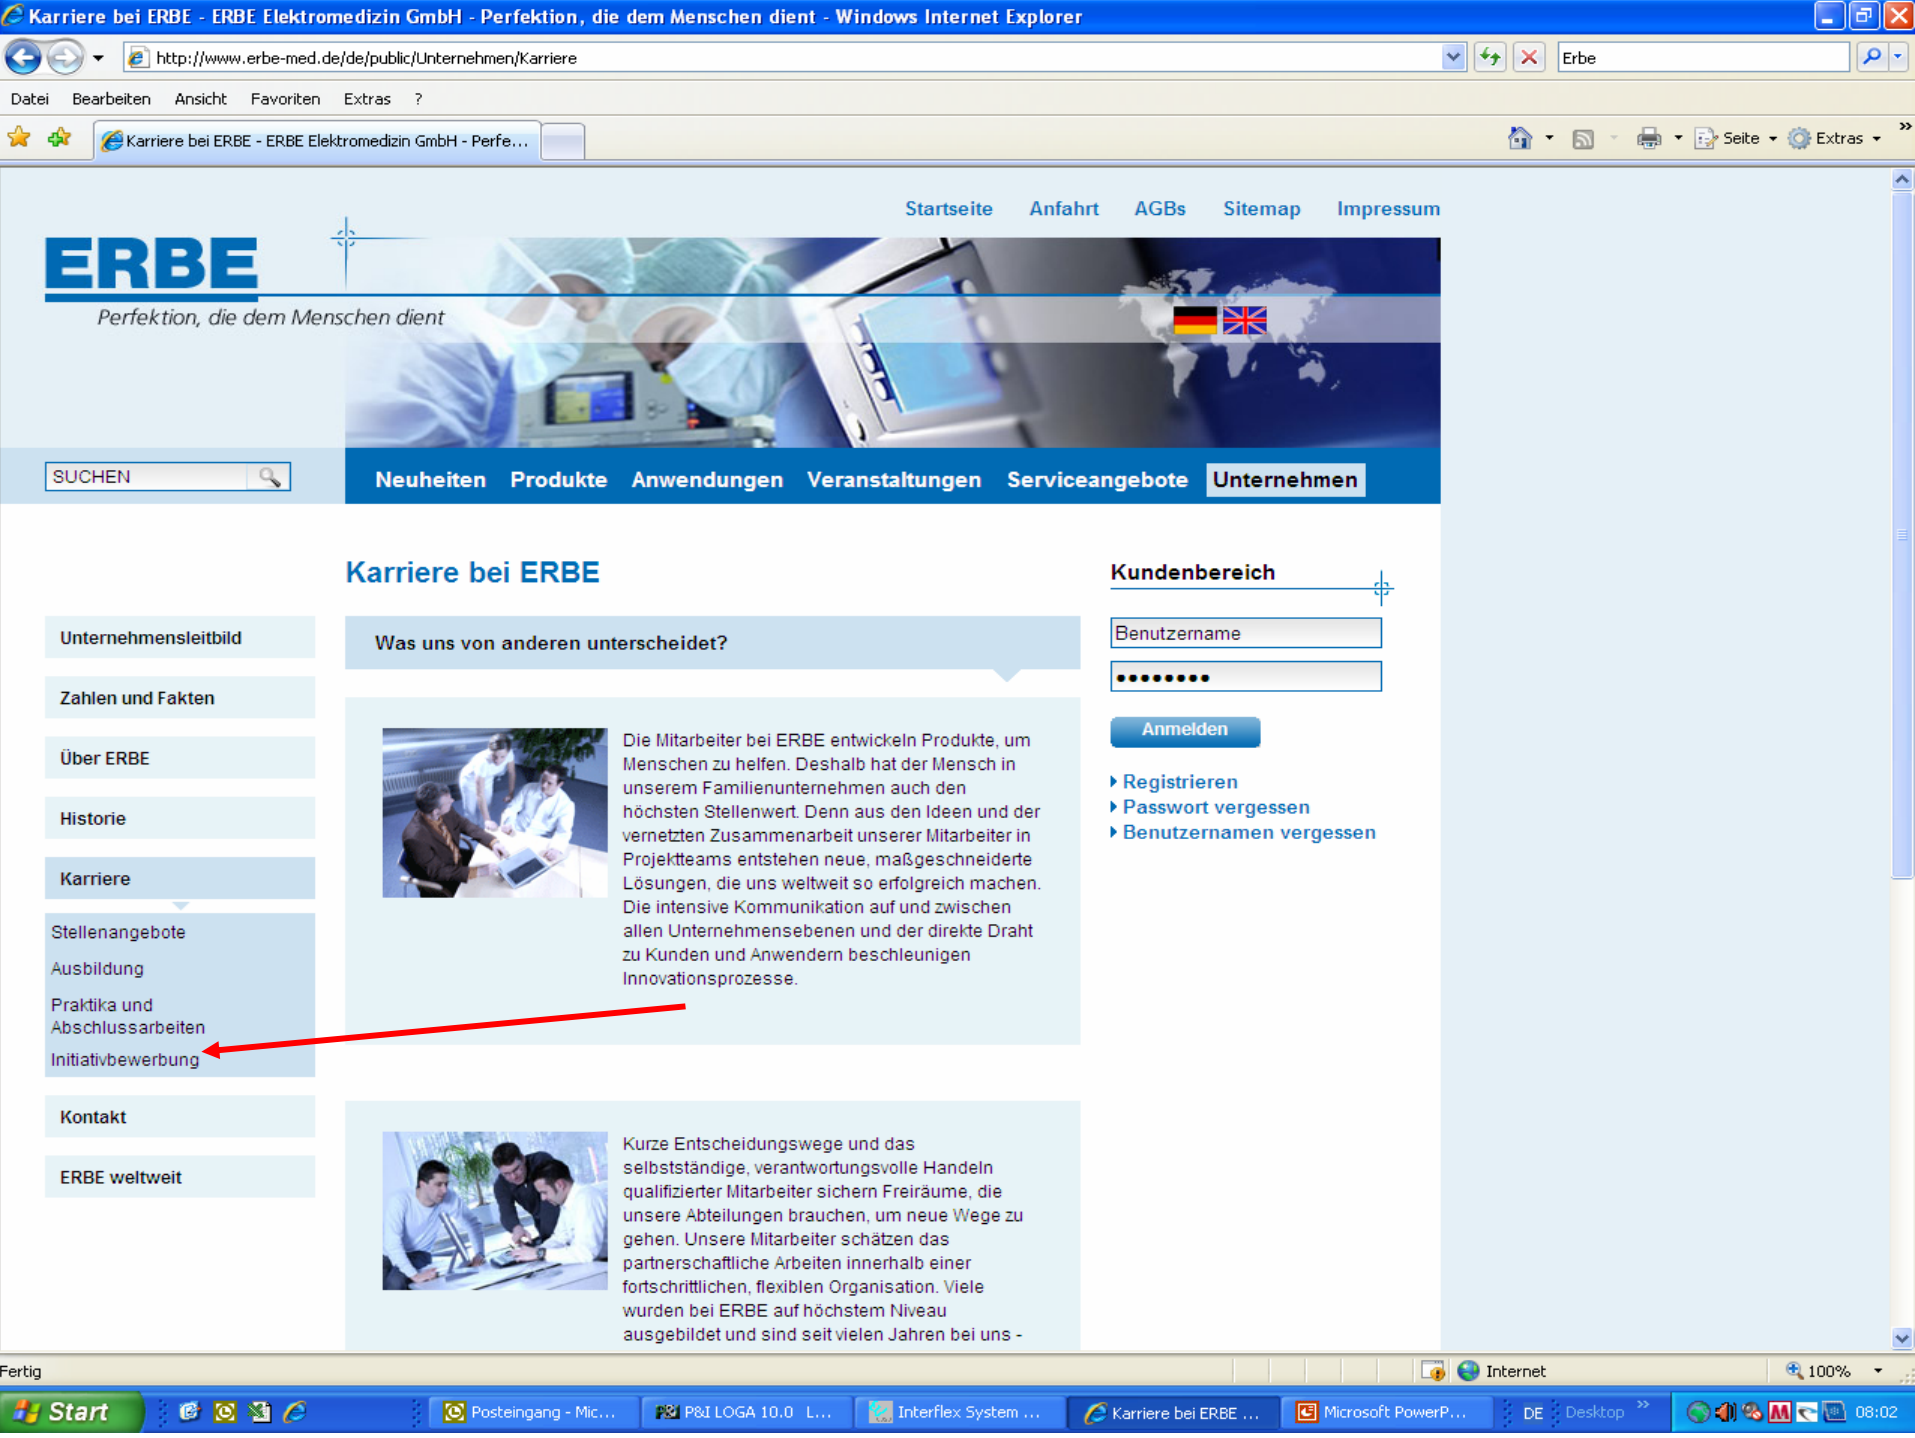 Karriere bei ERBE - ERBE Elektromedizin GmbH - Perfektion, die dem Menschen dient - Windows Internet Explorer
http://www.erbe-med.de/de/public/Unternehmen/Karriere
Erbe
Datei Bearbeiten Ansicht Favoriten Extras ?
Karriere bei ERBE - ERBE Elektromedizin GmbH - Perfe...
Seite Extras
Startseite Anfahrt AGBs Sitemap Impressum
ERBE
Perfektion, die dem Menschen dient
SUCHEN
Neuheiten Produkte Anwendungen Veranstaltungen Serviceangebote Unternehmen
Unternehmensleitbild
Zahlen und Fakten
Über ERBE
Historie
Karriere
Stellenangebote
Ausbildung
Praktika und
Abschlussarbeiten
Initiativbewerbung
Kontakt
ERBE weltweit
Karriere bei ERBE
Was uns von anderen unterscheidet?
Die Mitarbeiter bei ERBE entwickeln Produkte, um
Menschen zu helfen. Deshalb hat der Mensch in
unserem Familienunternehmen auch den
höchsten Stellenwert. Denn aus den Ideen und der
vernetzten Zusammenarbeit unserer Mitarbeiter in
Projektteams entstehen neue, maßgeschneiderte
Lösungen, die uns weltweit so erfolgreich machen.
Die intensive Kommunikation auf und zwischen
allen Unternehmensebenen und der direkte Draht
zu Kunden und Anwendern beschleunigen
Innovationsprozesse.
Kurze Entscheidungswege und das
selbstständige, verantwortungsvolle Handeln
qualifizierter Mitarbeiter sichern Freiräume, die
unsere Abteilungen brauchen, um neue Wege zu
gehen. Unsere Mitarbeiter schätzen das
partnerschaftliche Arbeiten innerhalb einer
fortschrittlichen, flexiblen Organisation. Viele
wurden bei ERBE auf höchstem Niveau
ausgebildet und sind seit vielen Jahren bei uns -
Kundenbereich
Benutzername
Anmelden
Registrieren
Passwort vergessen
Benutzernamen vergessen
Fertig
Internet
100%
Start
Posteingang - Mic...
P&I LOGA 10.0 L...
Interflex System ...
Karriere bei ERBE ...
Microsoft PowerP...
DE
Desktop
08:02